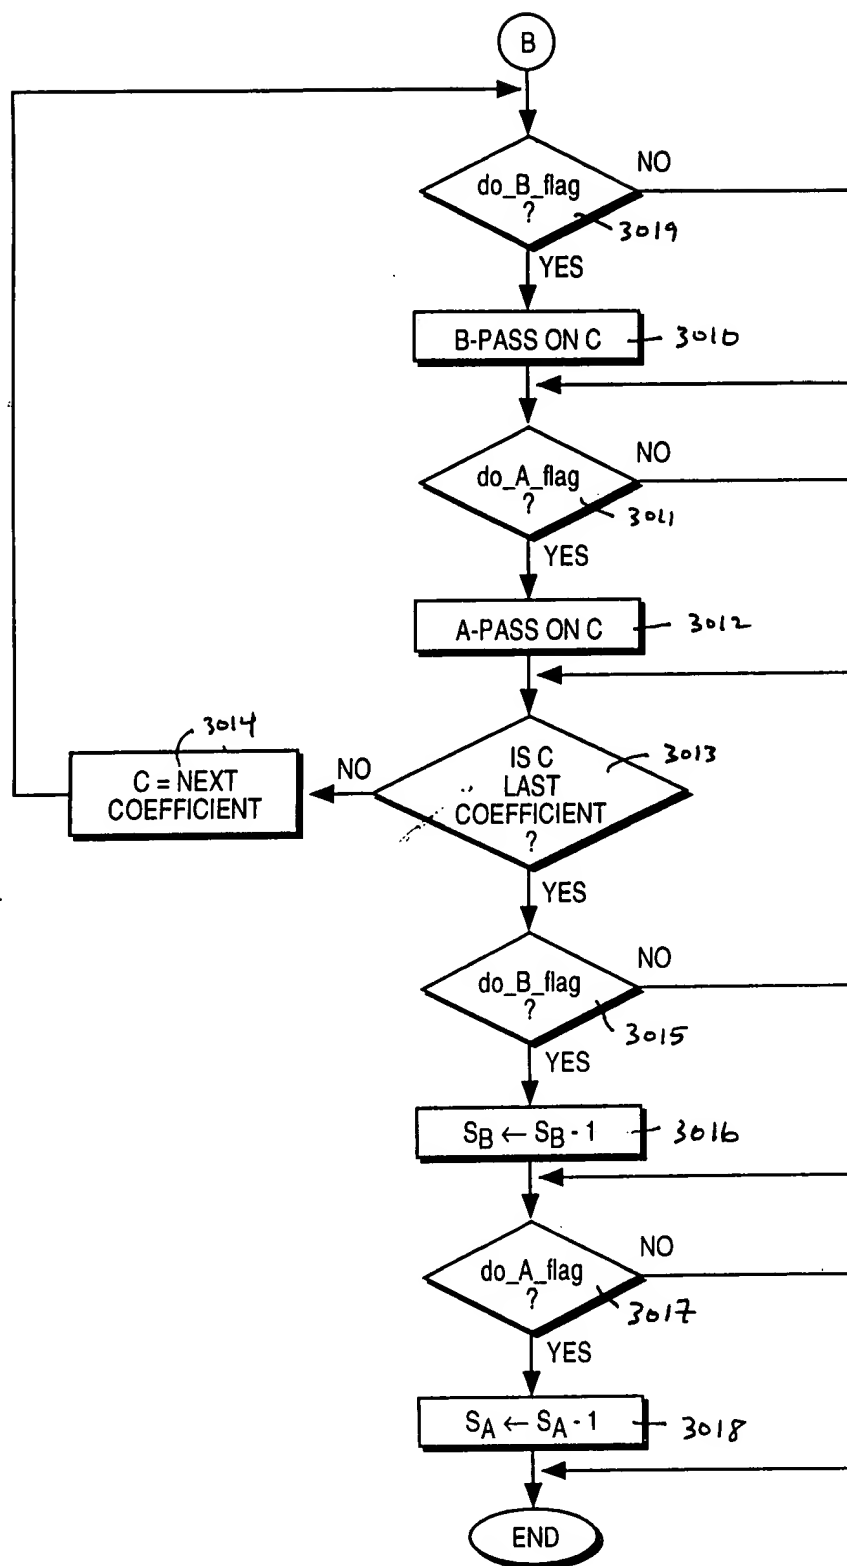 B
do_B_flag
?
NO
3019
YES
B-PASS ON C
3010
do_A_flag
?
NO
3011
YES
A-PASS ON C
3012
IS C
LAST
COEFFICIENT
?
3013
NO
3014
C = NEXT
COEFFICIENT
YES
do_B_flag
?
NO
3015
YES
SB ← SB - 1
3016
do_A_flag
?
NO
3017
YES
SA ← SA - 1
3018
END